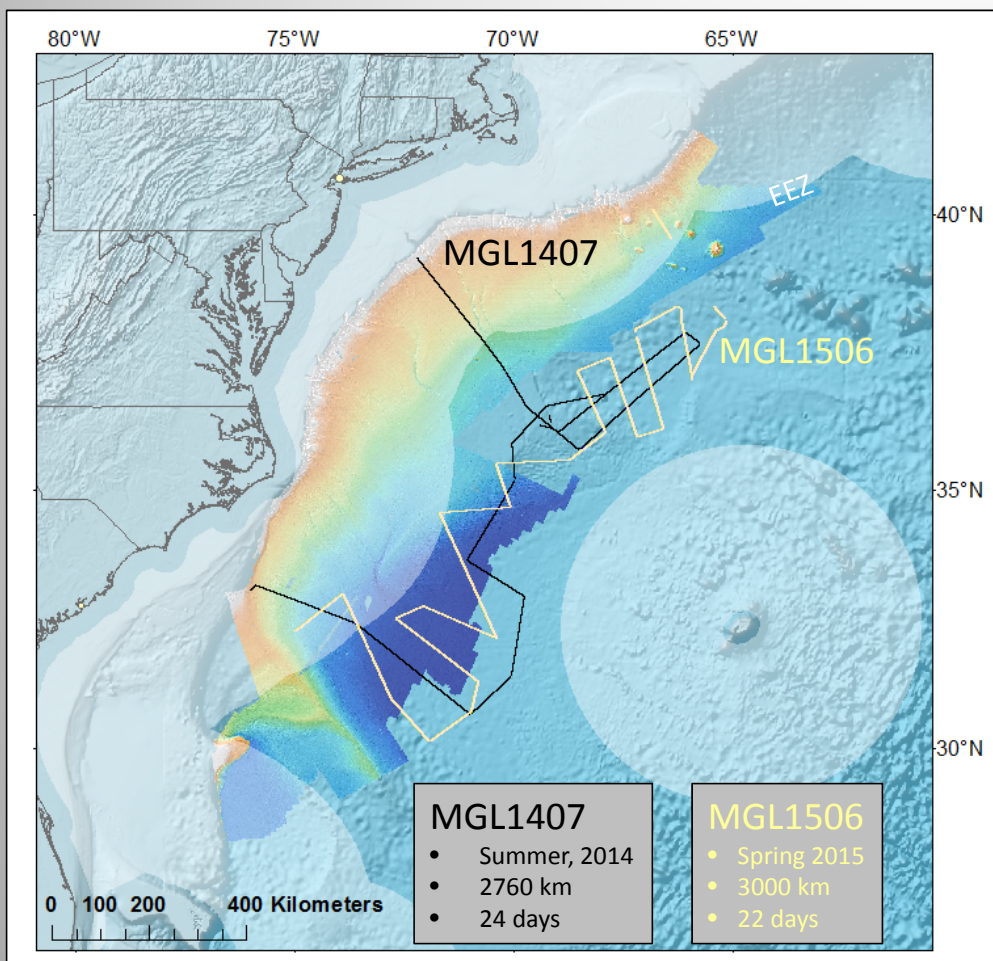 80°W 75°W 70°W 65°W
EEZ
40°N
MGL1407
MGL1506
35°N
30°N
MGL1407
• Summer, 2014
• 2760 km
• 24 days
MGL1506
• Spring 2015
• 3000 km
• 22 days
0 100 200 400 Kilometers